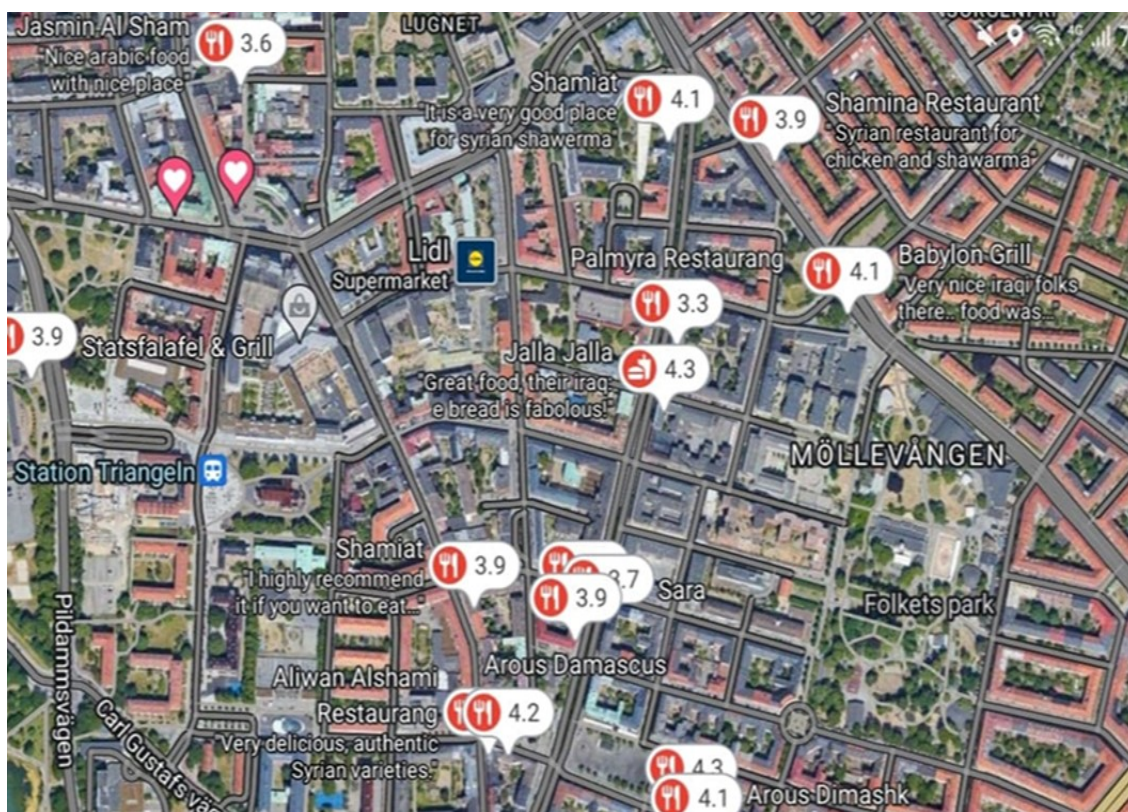 LUGNET
Jasmin Al Sham
3.6
"Nice arabic food
with nice place"
4G
Shamiat
4.1
It is a very good place
for syrian shawerma
3.9
Shamina Restaurant
"Syrian restaurant for
chicken and shawarma"
Lidl
Supermarket
Palmyra Restaurang
3.3
4.1
Babylon Grill
"Very nice iraqi folks
there.. food was..."
3.9
Statsfalafel & Grill
Jalla Jalla
4.3
"Great food, their iraq:
e bread is fabolous!"
MÖLLEVÅNGEN
Station Triangeln
Shamiat
3.9
"I highly recommend
it if you want to eat..."
3.7
3.9
Sara
Folkets park
Arous Damascus
Pildammsvägen
Aliwan Alshami
Restaurang
4.2
"Very delicious, authentic
Syrian varieties."
Carl Gustafs
4.3
4.1
Arous Dimashk